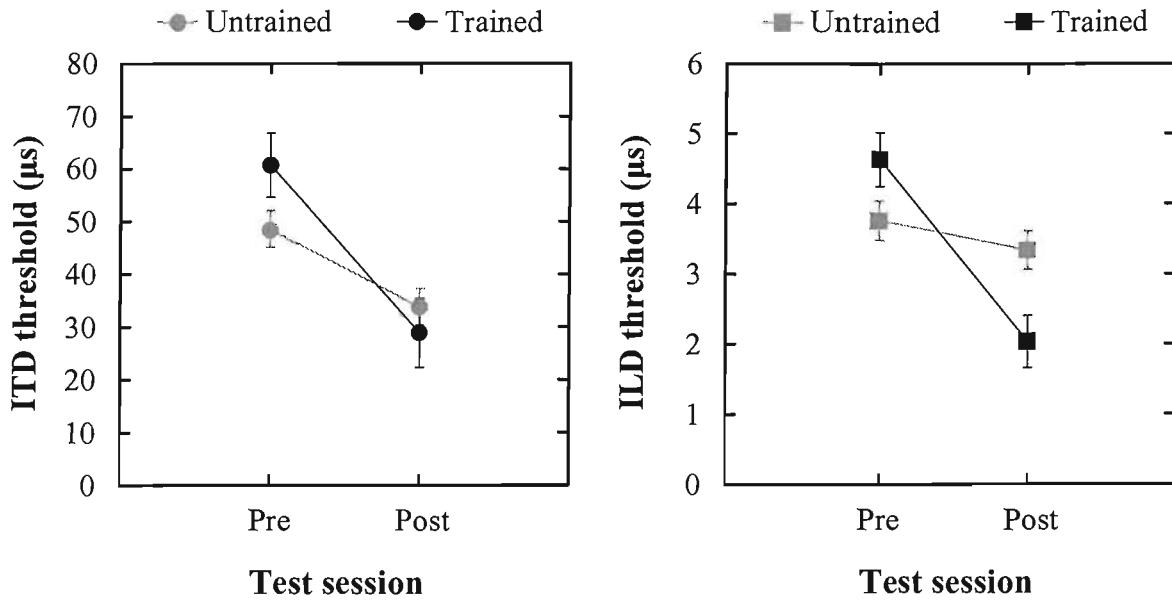 Untrained Trained
80
70
60
50
40
30
20
10
0
ITD threshold (μs)
Pre Post
Test session
Untrained Trained
6
5
4
3
2
1
0
ILD threshold (μs)
Pre Post
Test session